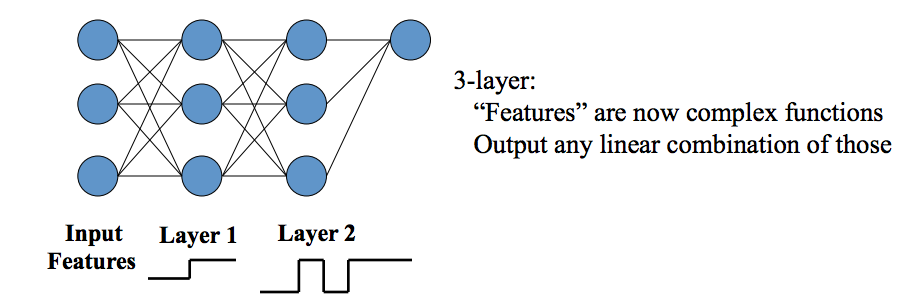 3-layer:
“Features” are now complex functions
Output any linear combination of those
Input
Features
Layer 1
Layer 2